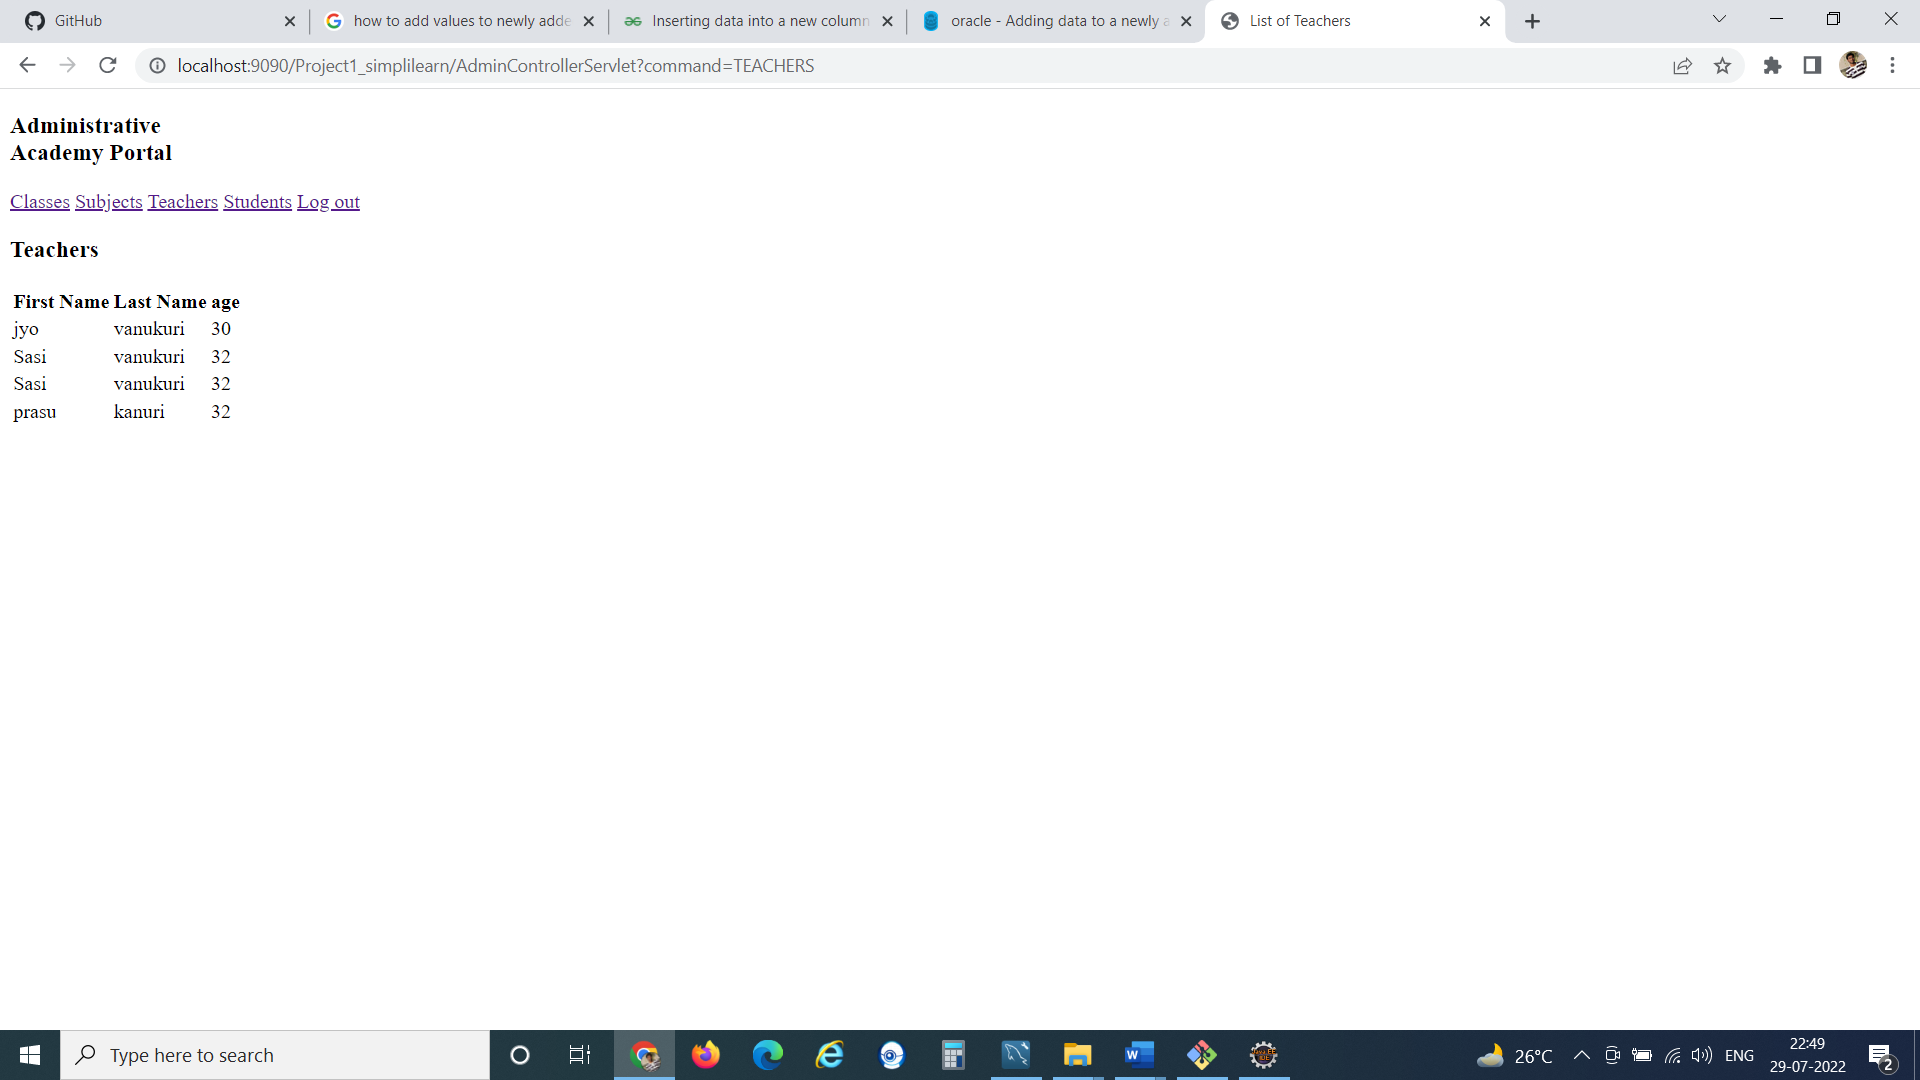 GitHub
how to add values to newly adde
Inserting data into a new column
oracle - Adding data to a newly a
List of Teachers
localhost:9090/Project1_simplilearn/AdminControllerServlet?command=TEACHERS
Administrative
Academy Portal
Classes Subjects Teachers Students Log out
Teachers
First Name Last Name age
jyo vanukuri 30
Sasi vanukuri 32
Sasi vanukuri 32
prasu kanuri 32
Type here to search
26°C
ENG
22:49
29-07-2022
2